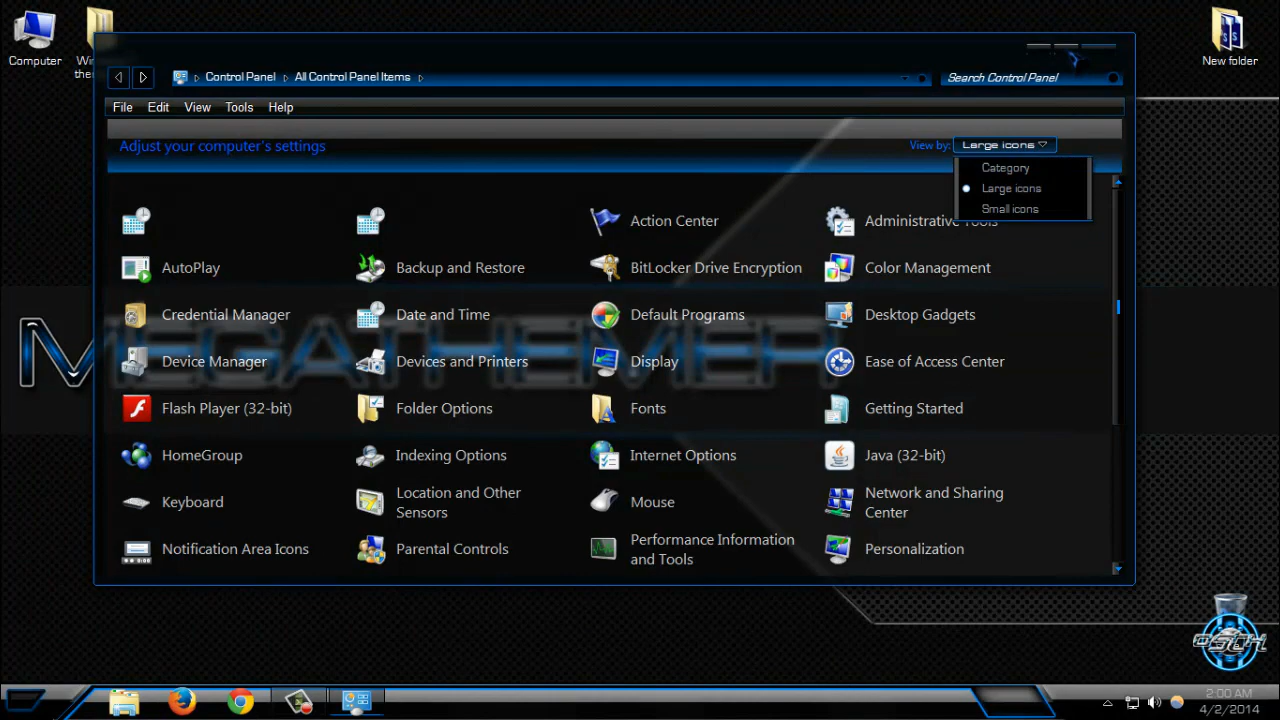 Computer
Win
them
New folder
Control Panel
All Control Panel Items
Search Control Panel
File
Edit
View
Tools
Help
Adjust your computer's settings
View by:
Large icons
Category
Large icons
Small icons
Action Center
Administrative Tools
AutoPlay
Backup and Restore
BitLocker Drive Encryption
Color Management
Credential Manager
Date and Time
Default Programs
Desktop Gadgets
MEGATHEMER
Device Manager
Devices and Printers
Display
Ease of Access Center
Flash Player (32-bit)
Folder Options
Fonts
Getting Started
HomeGroup
Indexing Options
Internet Options
Java (32-bit)
Keyboard
Location and Other
Sensors
Mouse
Network and Sharing
Center
Notification Area Icons
Parental Controls
Performance Information
and Tools
Personalization
2:00 AM
4/2/2014